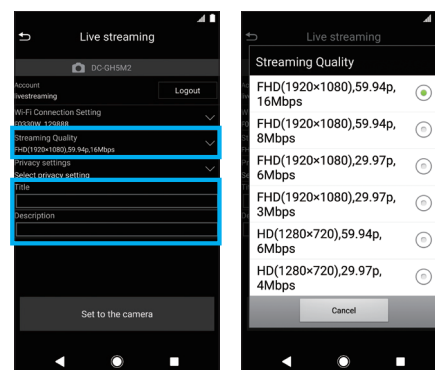 Live streaming
DC-GH5M2
Account
livestreaming
Logout
Wi-Fi Connection Setting
F0330W_129888
Streaming Quality
FHD(1920×1080),59.94p,16Mbps
Privacy settings
Select privacy setting
Title
Description
Set to the camera
Live streaming
Streaming Quality
FHD(1920×1080),59.94p,
16Mbps
FHD(1920×1080),59.94p,
8Mbps
FHD(1920×1080),29.97p,
6Mbps
FHD(1920×1080),29.97p,
3Mbps
HD(1280×720),59.94p,
6Mbps
HD(1280×720),29.97p,
4Mbps
Cancel